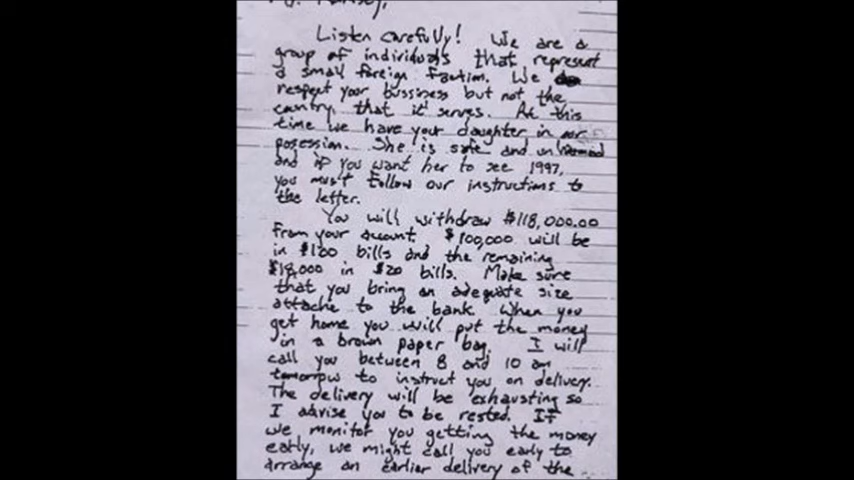 Listen carefully! We are a
group of individuals that represent
a small foreign faction. We
respect your bussiness but not the
country that it serves. At this
time we have your daughter in our
posession. She is safe and unharmed
and if you want her to see 1997,
you must follow our instructions to
the letter.
You will withdraw $118,000.00
from your account. $100,000 will be
in $100 bills and the remaining
$18,000 in $20 bills. Make sure
that you bring an adequate size
attache to the bank. When you
get home you will put the money
in a brown paper bag. I will
call you between 8 and 10 am
tomorrow to instruct you on delivery.
The delivery will be exhausting so
I advise you to be rested. If
we monitor you getting the money
early, we might call you early to
arrange an earlier delivery of the